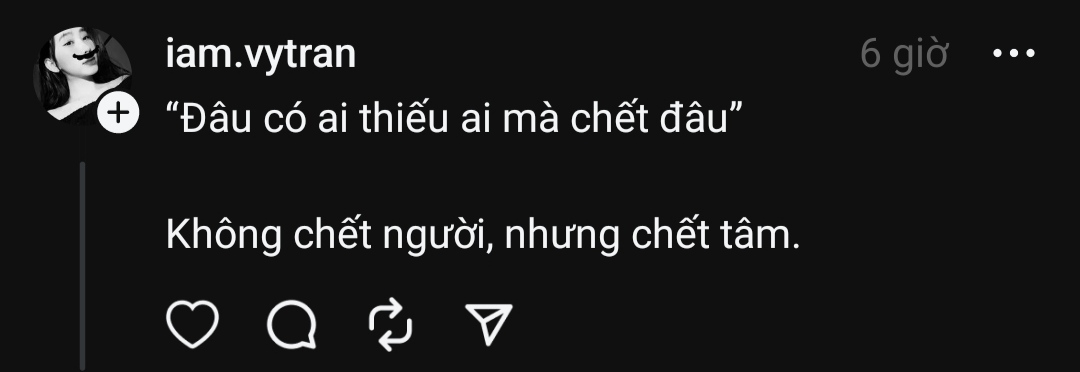 iam.vytran
6 giờ
“Đâu có ai thiếu ai mà chết đâu”
Không chết người, nhưng chết tâm.